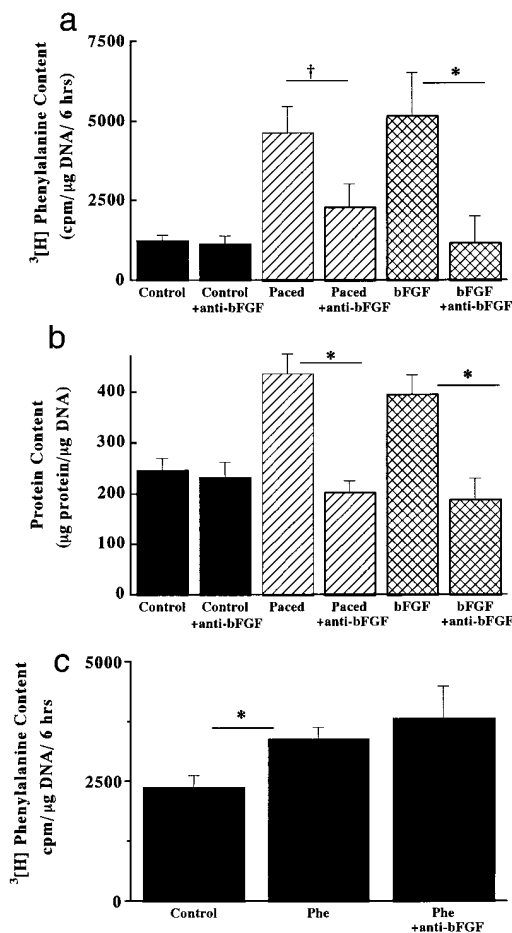 a
³[H] Phenylalanine Content
(cpm/µg DNA/ 6 hrs)
7500
5000
2500
0
†
*
Control
Control
+anti-bFGF
Paced
Paced
+anti-bFGF
bFGF
bFGF
+anti-bFGF
b
Protein Content
(µg protein/µg DNA)
400
300
200
100
0
*
*
Control
Control
+anti-bFGF
Paced
Paced
+anti-bFGF
bFGF
bFGF
+anti-bFGF
c
³[H] Phenylalanine Content
cpm/µg DNA/ 6 hrs
5000
2500
0
*
Control
Phe
Phe
+anti-bFGF